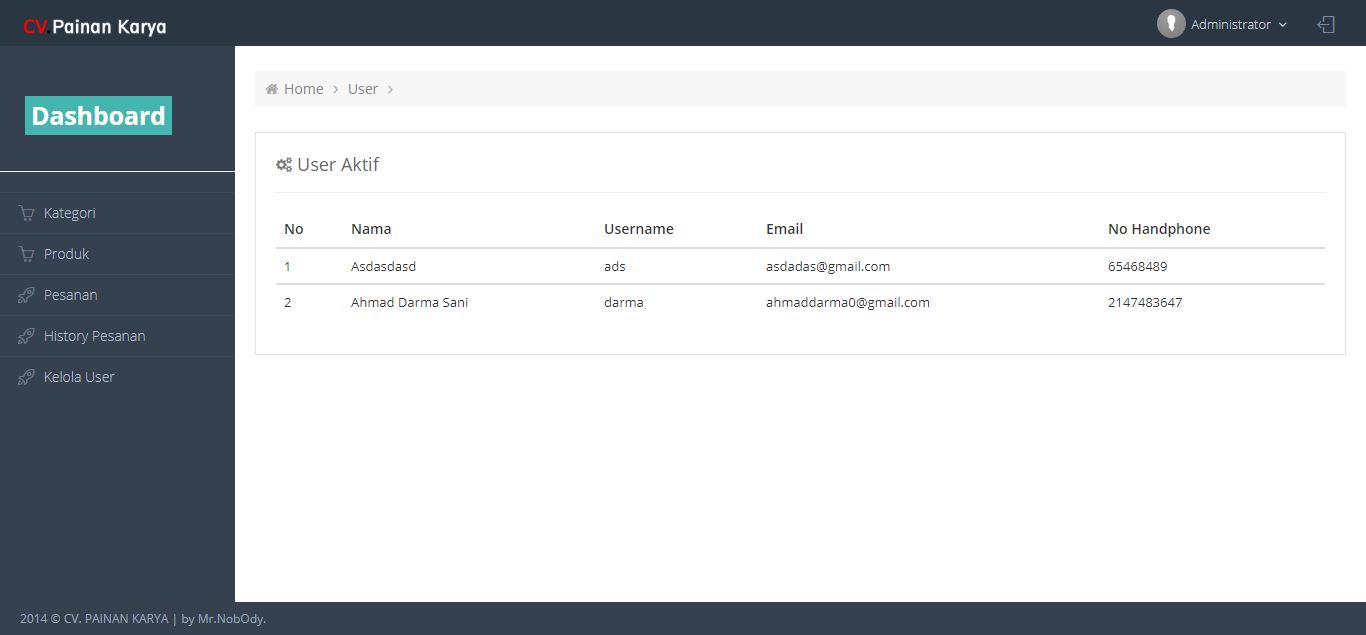 CV.Painan Karya
Administrator
Dashboard
Home
User
Kategori
Produk
Pesanan
History Pesanan
Kelola User
User Aktif
No Nama Username Email No Handphone
1 Asdasdasd ads asdadas@gmail.com 65468489
2 Ahmad Darma Sani darma ahmaddarma0@gmail.com 2147483647
2014 © CV. PAINAN KARYA | by Mr.NobOdy.